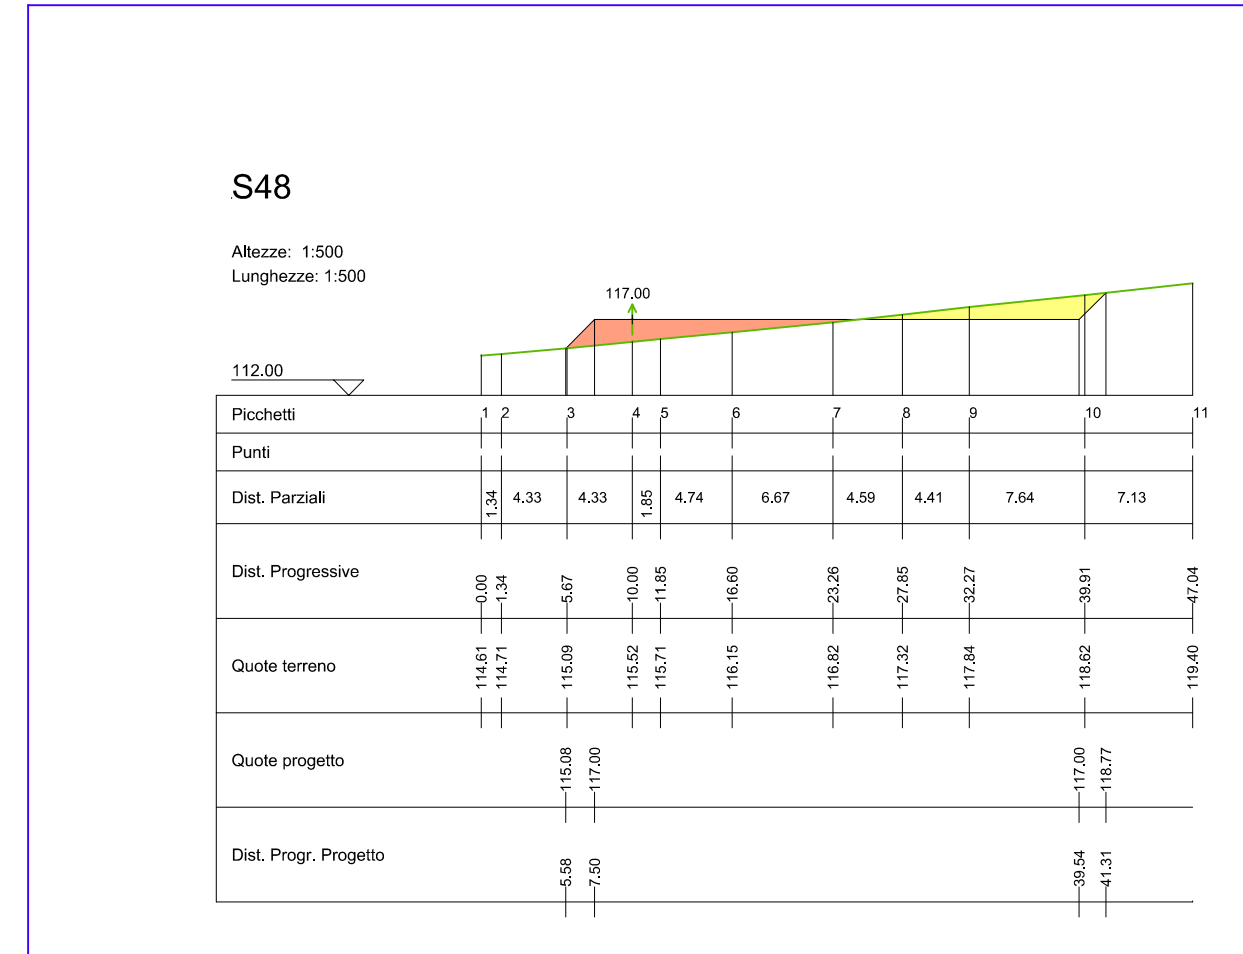 S48
Altezze: 1:500
Lunghezze: 1:500
117.00
112.00
Picchetti 1 2 3 4 5 6 7 8 9 10 11
Punti
Dist. Parziali 1.34 4.33 4.33 1.85 4.74 6.67 4.59 4.41 7.64 7.13
Dist. Progressive 0.00 1.34 5.67 10.00 11.85 16.60 23.26 27.85 32.27 39.91 47.04
Quote terreno 114.61 114.71 115.09 115.52 115.71 116.15 116.82 117.32 117.84 118.62 119.40
Quote progetto 115.08 117.00 117.00 118.77
Dist. Progr. Progetto 5.58 7.50 39.54 41.31